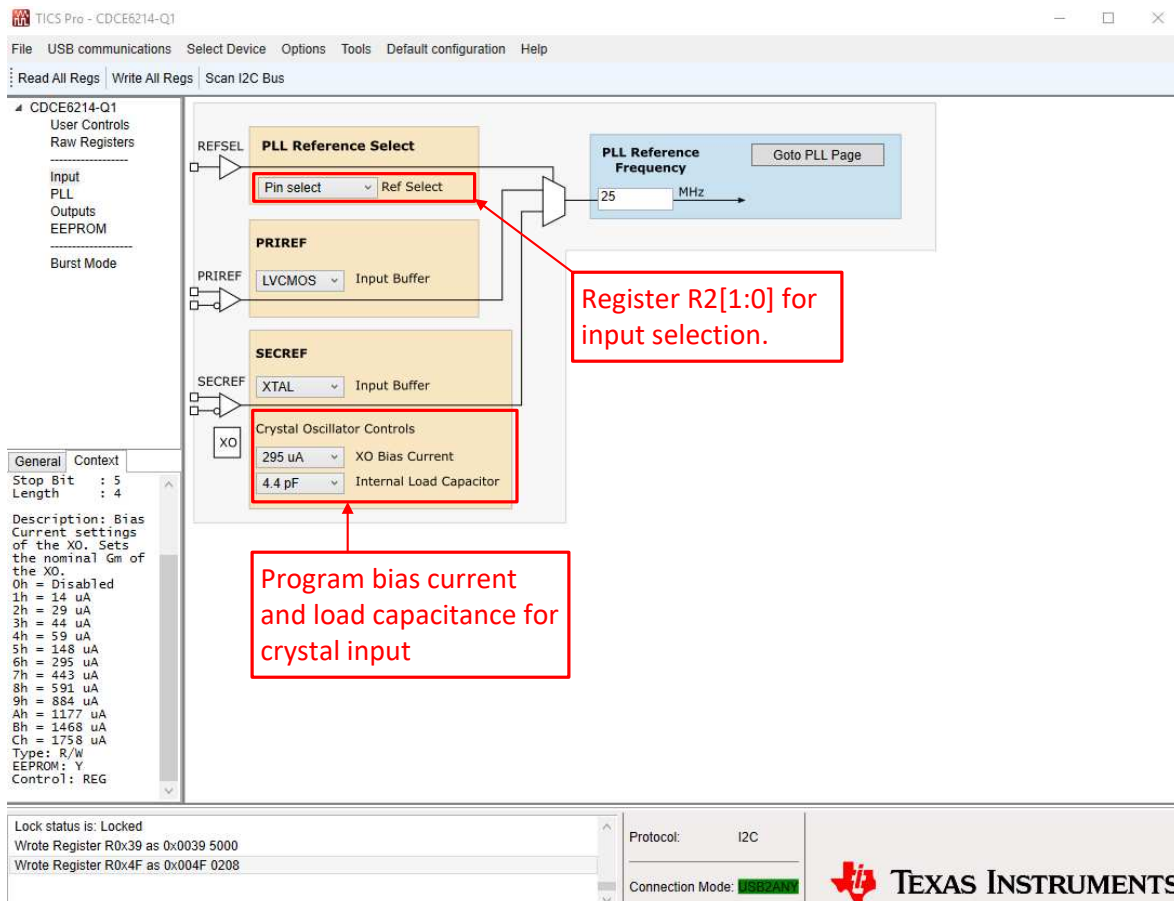 TICS Pro - CDCE6214-Q1
File USB communications Select Device Options Tools Default configuration Help
Read All Regs Write All Regs Scan I2C Bus
CDCE6214-Q1
User Controls
Raw Registers
------------------
Input
PLL
Outputs
EEPROM
-------------------
Burst Mode
REFSEL
PLL Reference Select
Pin select Ref Select
PLL Reference
Frequency
Goto PLL Page
25 MHz
PRIREF
PRIREF
LVCMOS Input Buffer
Register R2[1:0] for
input selection.
SECREF
SECREF
XTAL Input Buffer
XO
Crystal Oscillator Controls
295 uA XO Bias Current
4.4 pF Internal Load Capacitor
Program bias current
and load capacitance for
crystal input
General Context
Stop Bit : 5
Length : 4
Description: Bias
Current settings
of the XO. Sets
the nominal Gm of
the XO.
0h = Disabled
1h = 14 uA
2h = 29 uA
3h = 44 uA
4h = 59 uA
5h = 148 uA
6h = 295 uA
7h = 443 uA
8h = 591 uA
9h = 884 uA
Ah = 1177 uA
Bh = 1468 uA
Ch = 1758 uA
Type: R/W
EEPROM: Y
Control: REG
Lock status is: Locked
Wrote Register R0x39 as 0x0039 5000
Wrote Register R0x4F as 0x004F 0208
Protocol: I2C
Connection Mode: USB2ANY
TEXAS INSTRUMENTS